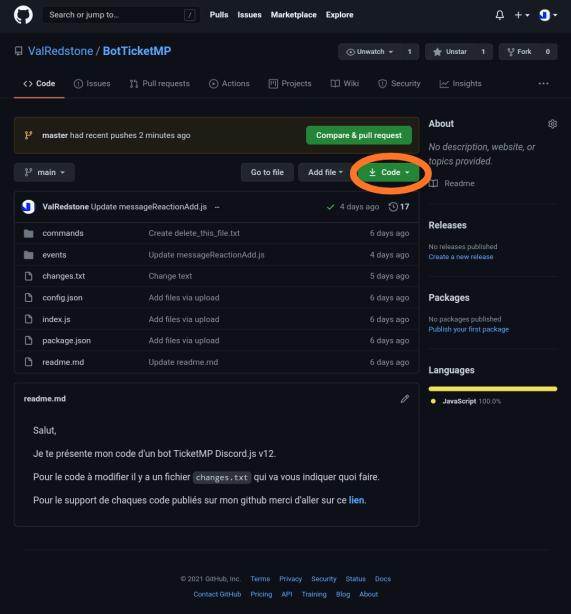 Search or jump to... /
Pulls Issues Marketplace Explore
ValRedstone / BotTicketMP
Unwatch 1 Unstar 1 Fork 0
Code Issues Pull requests Actions Projects Wiki Security Insights ...
master had recent pushes 2 minutes ago Compare & pull request
main Go to file Add file Code
ValRedstone Update messageReactionAdd.js ... 4 days ago 17
commands Create delete_this_file.txt 6 days ago
events Update messageReactionAdd.js 4 days ago
changes.txt Change text 5 days ago
config.json Add files via upload 6 days ago
index.js Add files via upload 6 days ago
package.json Add files via upload 6 days ago
readme.md Update readme.md 6 days ago
readme.md
Salut,
Je te présente mon code d'un bot TicketMP Discord.js v12.
Pour le code à modifier il y a un fichier changes.txt qui va vous indiquer quoi faire.
Pour le support de chaques code publiés sur mon github merci d'aller sur ce lien.
About
No description, website, or
topics provided.
Readme
Releases
No releases published
Create a new release
Packages
No packages published
Publish your first package
Languages
JavaScript 100.0%
© 2021 GitHub, Inc. Terms Privacy Security Status Docs
Contact GitHub Pricing API Training Blog About